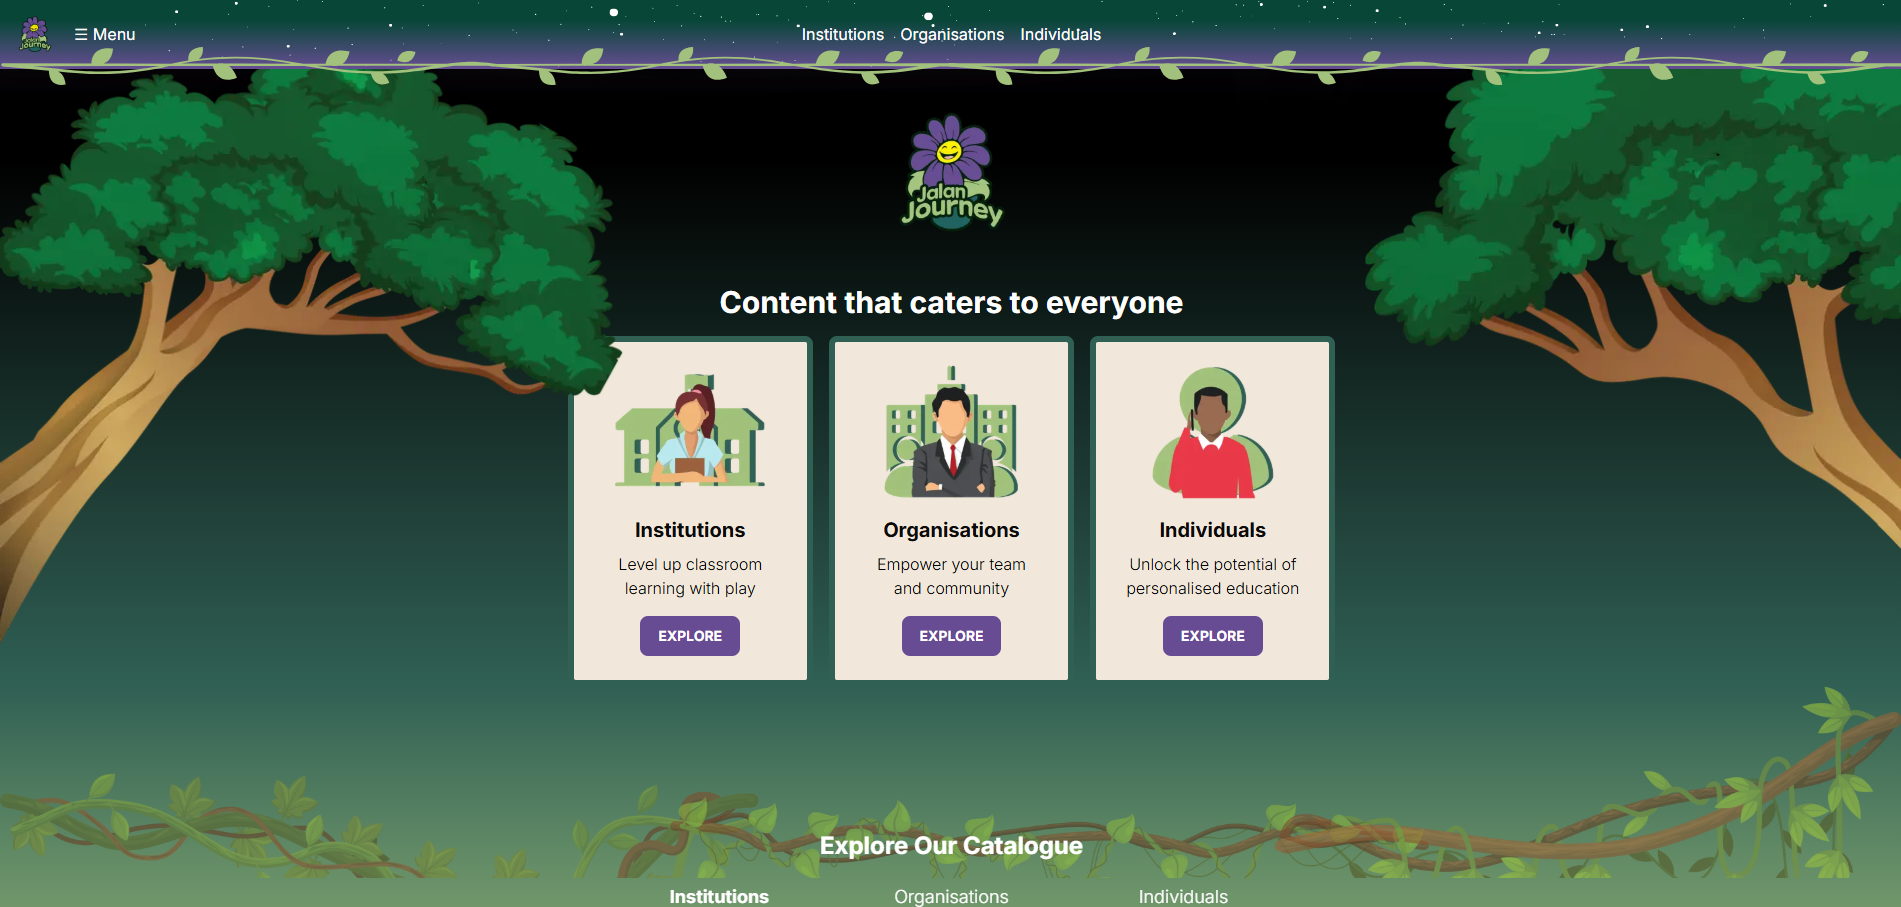 Jalan
Journey
☰ Menu
Institutions Organisations Individuals
Jalan
Journey
Content that caters to everyone
Institutions
Level up classroom
learning with play
EXPLORE
Organisations
Empower your team
and community
EXPLORE
Individuals
Unlock the potential of
personalised education
EXPLORE
Explore Our Catalogue
Institutions Organisations Individuals